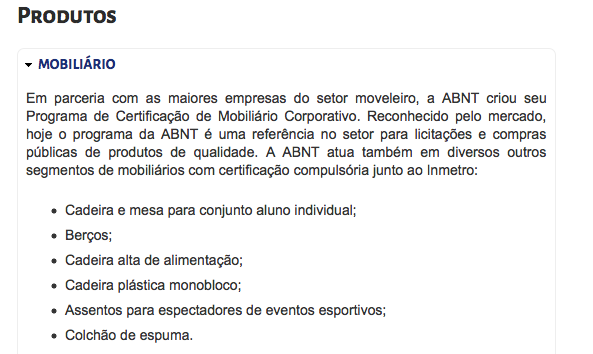 Produtos
MOBILIÁRIO
Em parceria com as maiores empresas do setor moveleiro, a ABNT criou seu
Programa de Certificação de Mobiliário Corporativo. Reconhecido pelo mercado,
hoje o programa da ABNT é uma referência no setor para licitações e compras
públicas de produtos de qualidade. A ABNT atua também em diversos outros
segmentos de mobiliários com certificação compulsória junto ao Inmetro:
• Cadeira e mesa para conjunto aluno individual;
• Berços;
• Cadeira alta de alimentação;
• Cadeira plástica monobloco;
• Assentos para espectadores de eventos esportivos;
• Colchão de espuma.